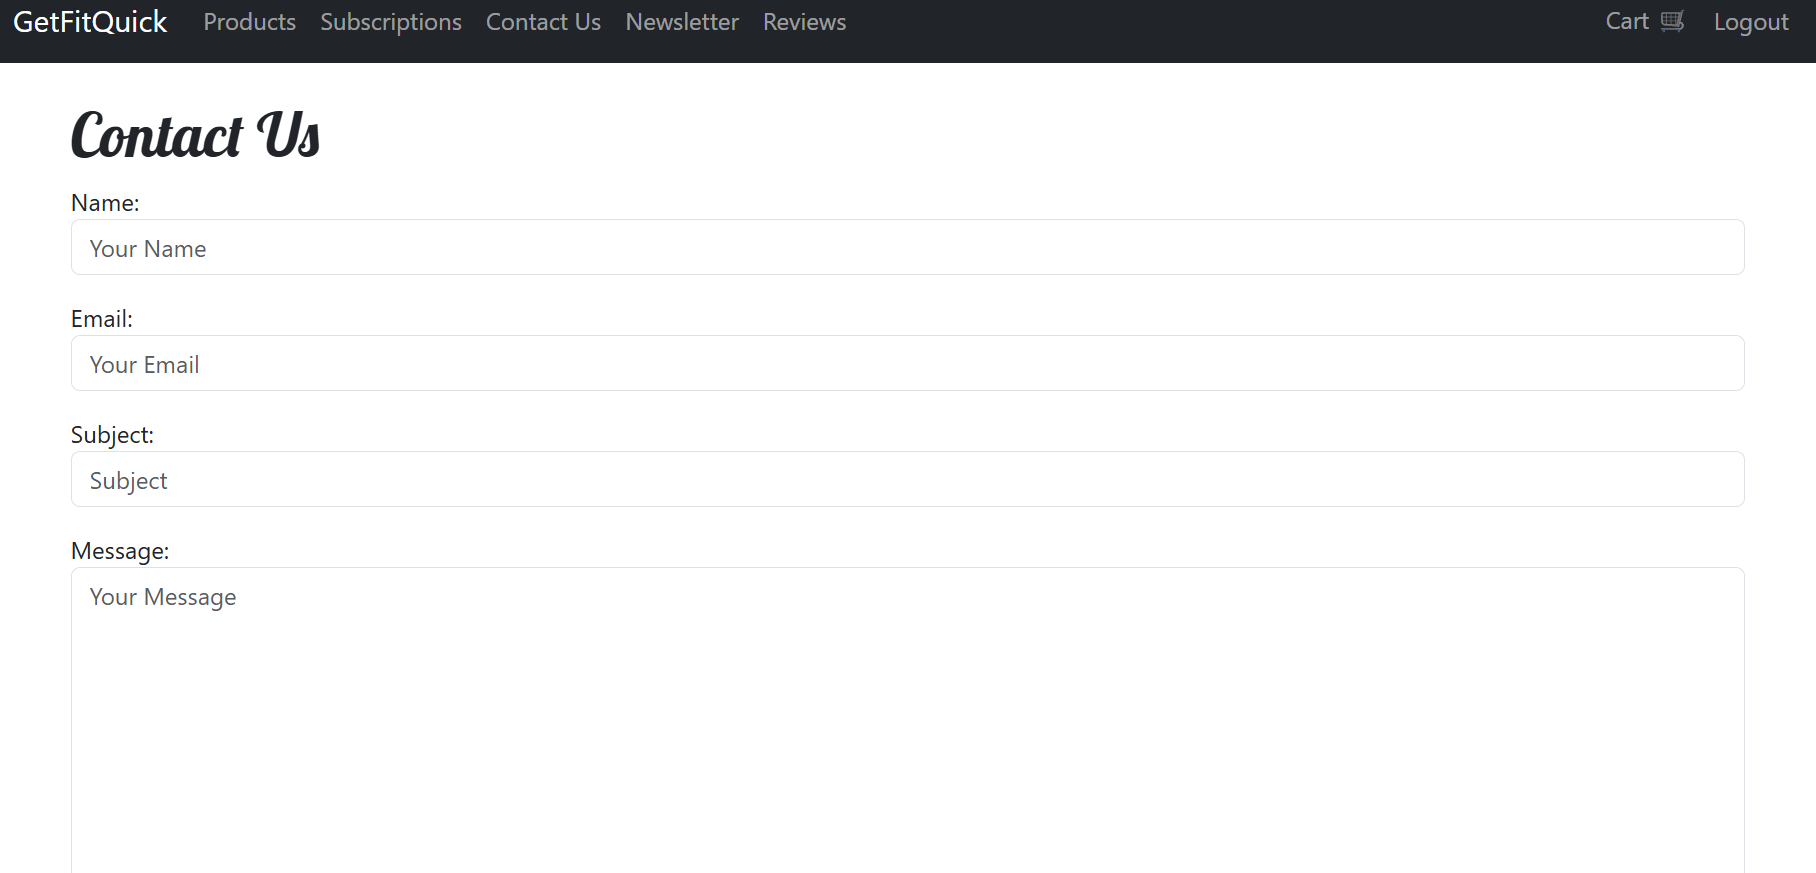 GetFitQuick Products Subscriptions Contact Us Newsletter Reviews Cart 🛒 Logout
Contact Us
Name:
Your Name
Email:
Your Email
Subject:
Subject
Message:
Your Message